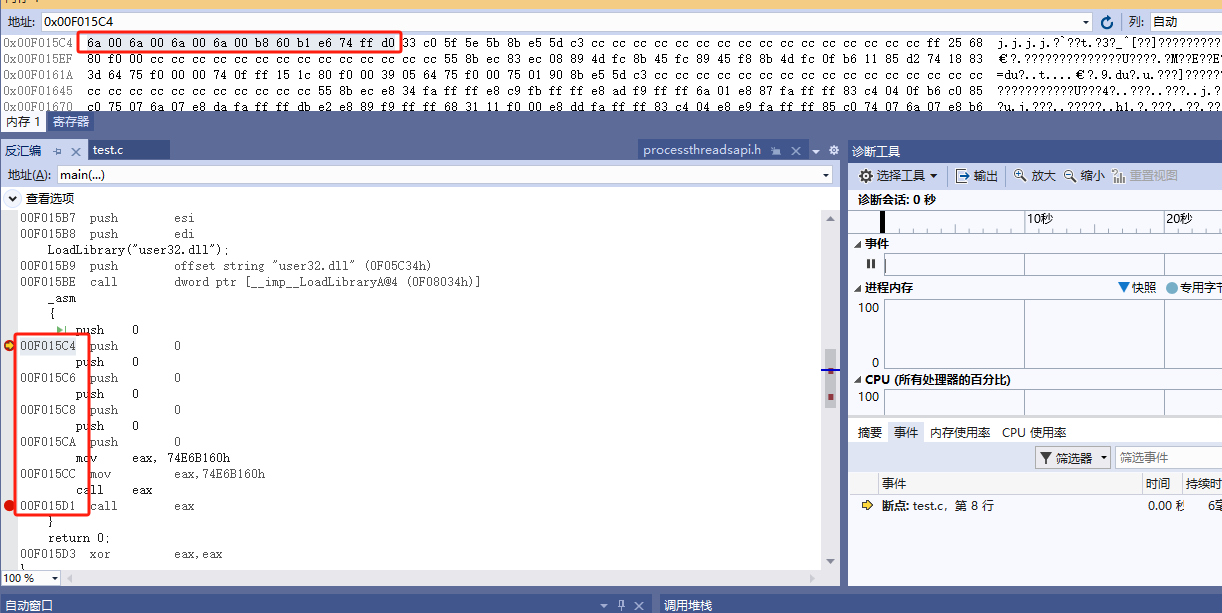 地址: 0x00F015C4 列: 自动
0x00F015C4 6a 00 6a 00 6a 00 6a 00 b8 60 b1 e6 74 ff d0 33 c0 5f 5e 5b 8b e5 5d c3 cc cc cc cc cc cc cc cc cc cc cc cc cc cc cc cc ff 25 68
0x00F015EF 80 f0 00 cc cc cc cc cc cc cc cc cc cc 55 8b ec 83 ec 08 89 4d fc 8b 45 fc 89 45 f8 8b 4d fc 0f b6 11 85 d2 74 18 83
0x00F0161A 3d 64 75 f0 00 00 74 0f ff 15 1c 80 f0 00 39 05 64 75 f0 00 75 01 90 8b e5 5d c3 cc cc cc cc cc cc cc cc cc cc cc cc cc cc cc cc
0x00F01645 cc cc cc cc cc cc cc cc cc cc cc 55 8b ec e8 34 fa ff ff e8 c9 fb ff ff e8 ad f9 ff ff 6a 01 e8 87 fa ff ff 83 c4 04 0f b6 c0 85
0x00F01670 c0 75 07 6a 07 e8 da fa ff ff db e2 e8 89 f9 ff ff 68 31 11 f0 00 e8 dd fa ff ff 83 c4 04 e8 e9 fa ff ff 85 c0 74 07 6a 07 e8 b6
内存 1 寄存器
反汇编 test.c processthreadsapi.h
地址(A): main(...)
查看选项
00F015B7 push esi
00F015B8 push edi
LoadLibrary("user32.dll");
00F015B9 push offset string "user32.dll" (0F05C34h)
00F015BE call dword ptr [__imp__LoadLibraryA@4 (0F08034h)]
_asm
{
push 0
00F015C4 push 0
push 0
00F015C6 push 0
push 0
00F015C8 push 0
push 0
00F015CA push 0
mov eax, 74E6B160h
00F015CC mov eax,74E6B160h
call eax
00F015D1 call eax
}
return 0;
00F015D3 xor eax,eax
100 %
自动窗口
调用堆栈
诊断工具
选择工具 输出 放大 缩小 重置视图
诊断会话: 0 秒
10秒 20秒
事件
进程内存 快照 专用字节
100
0
CPU (所有处理器的百分比)
100
摘要 事件 内存使用率 CPU 使用率
筛选器 筛选事件
事件 时间 持续时
断点: test.c, 第 8 行 0.00 秒